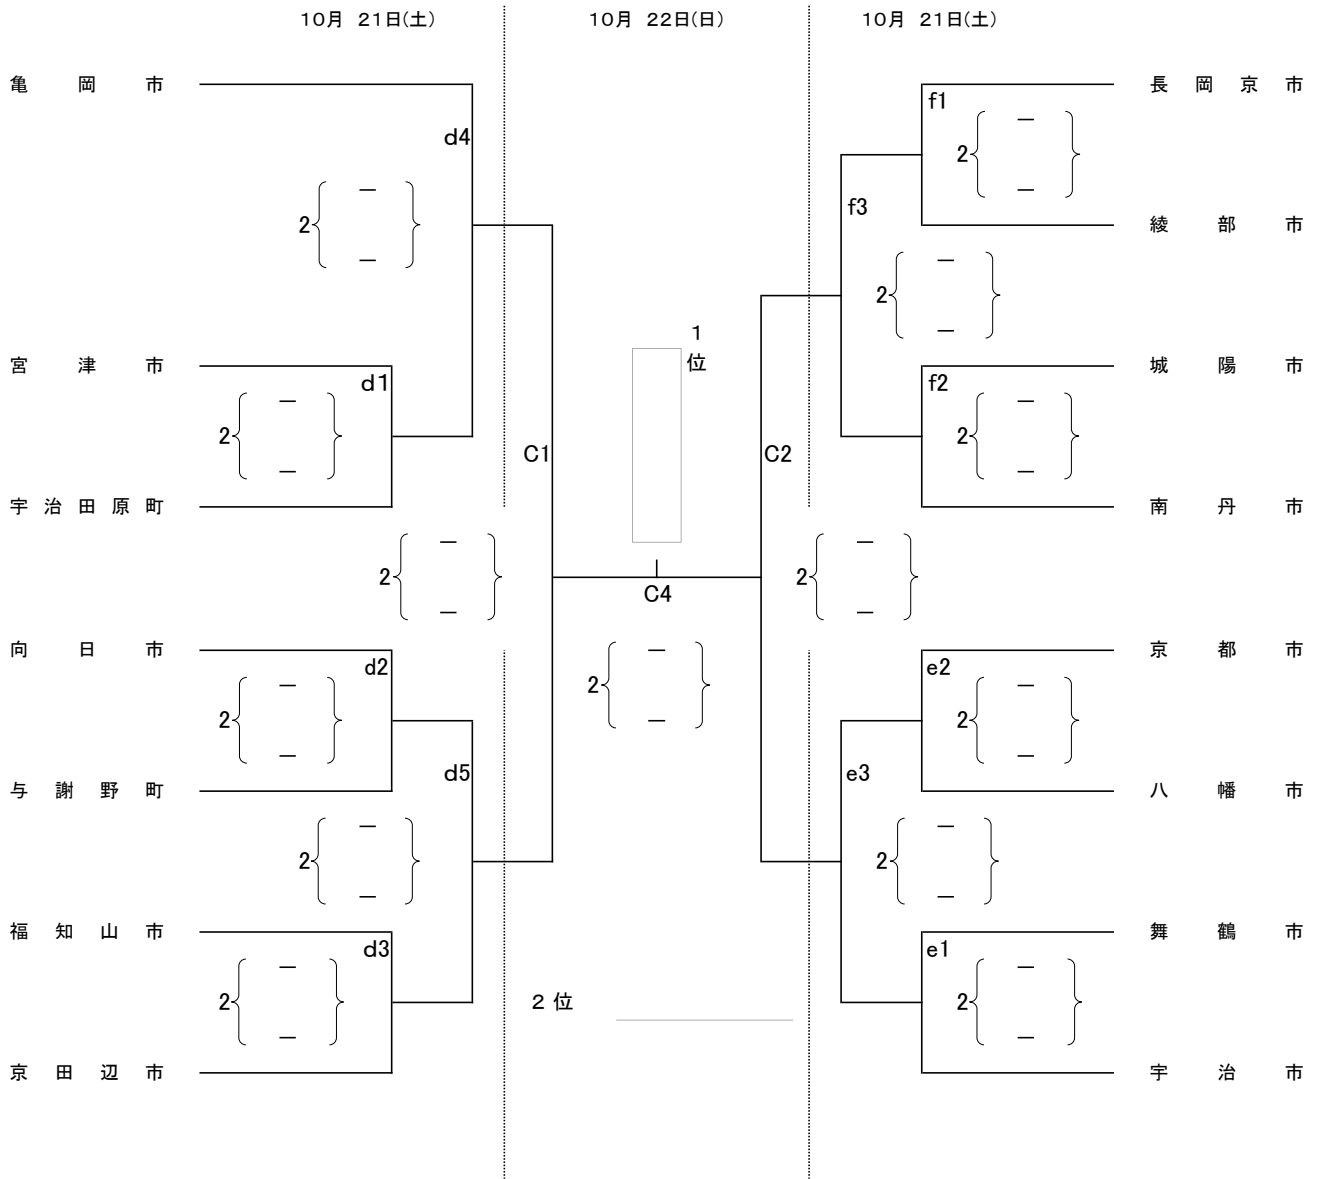 10月 21日(土) 10月 22日(日) 10月 21日(土)
亀岡市 長岡京市
f1
d4 —
2
— —
f3
2 綾部市
— —
2
—
1
宮津市 位 城陽市
d1 f2
— —
2 2
C1 C2
— —
宇治田原町 南丹市
— —
2 2
C4
— —
向日市 — 京都市
d2 e2
— 2 —
2 — 2
— —
d5 e3
与謝野町 八幡市
— —
2 2
— —
福知山市 舞鶴市
d3 e1
— —
2 2位 2
— —
京田辺市 宇治市